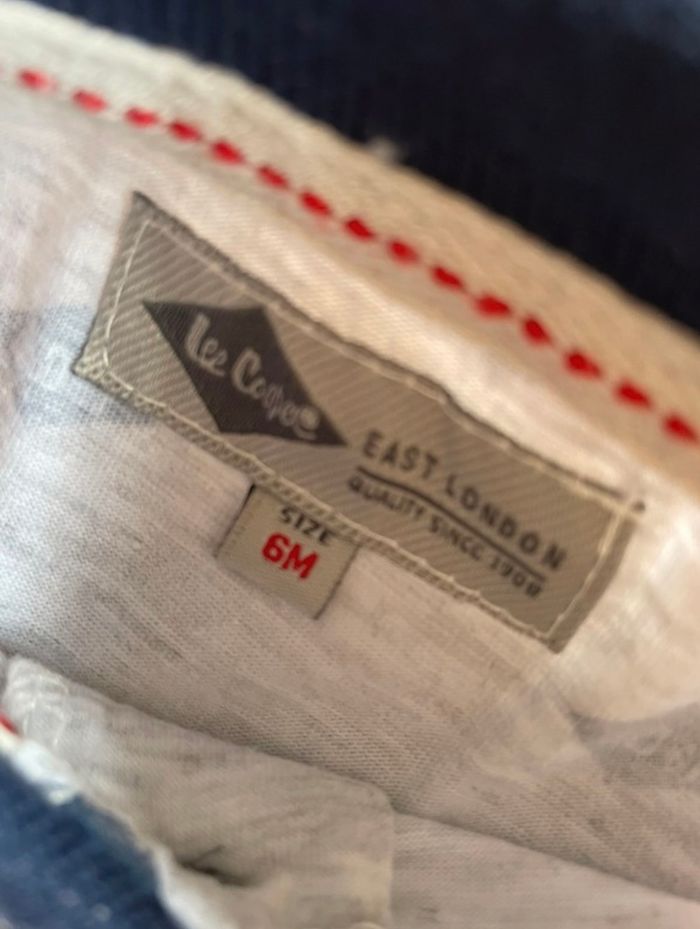 Lee Cooper
EAST LONDON
QUALITY SINCE 1908
SIZE
6M